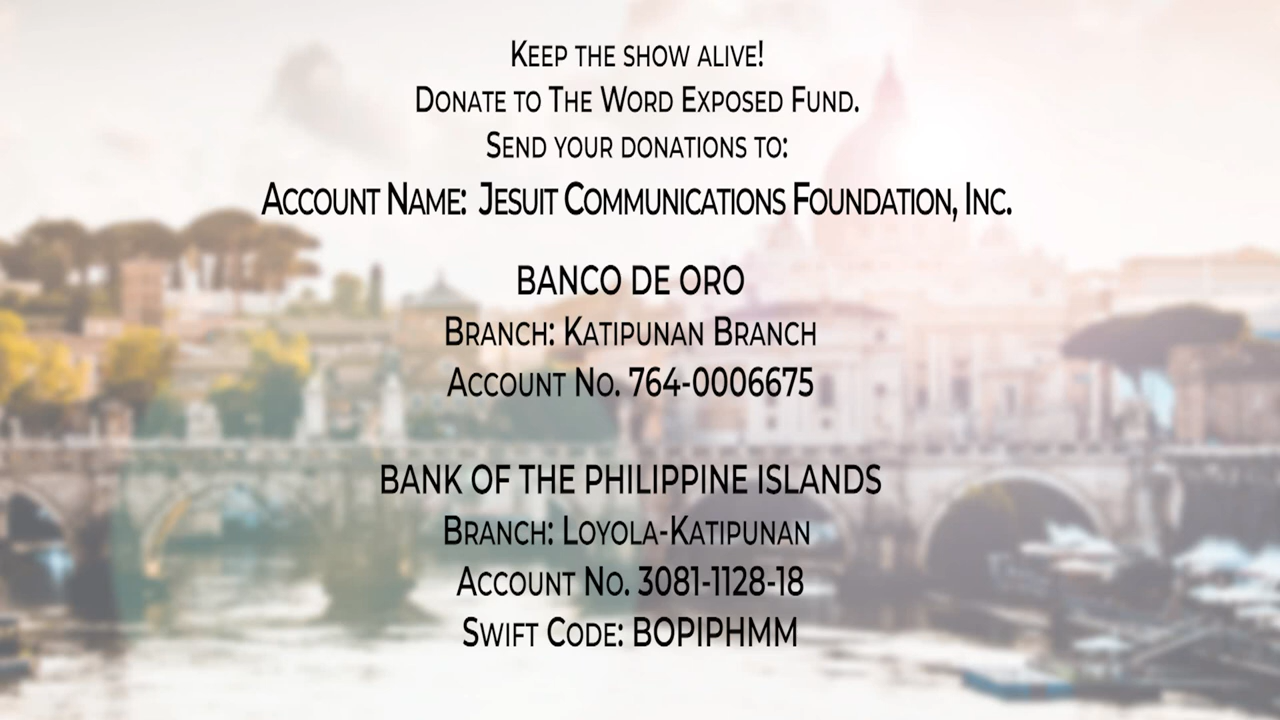 Keep the show alive!
Donate to The Word Exposed Fund.
Send your donations to:
Account Name: Jesuit Communications Foundation, Inc.
BANCO DE ORO
Branch: Katipunan Branch
Account No. 764-0006675
BANK OF THE PHILIPPINE ISLANDS
Branch: Loyola-Katipunan
Account No. 3081-1128-18
Swift Code: BOPIPHMM